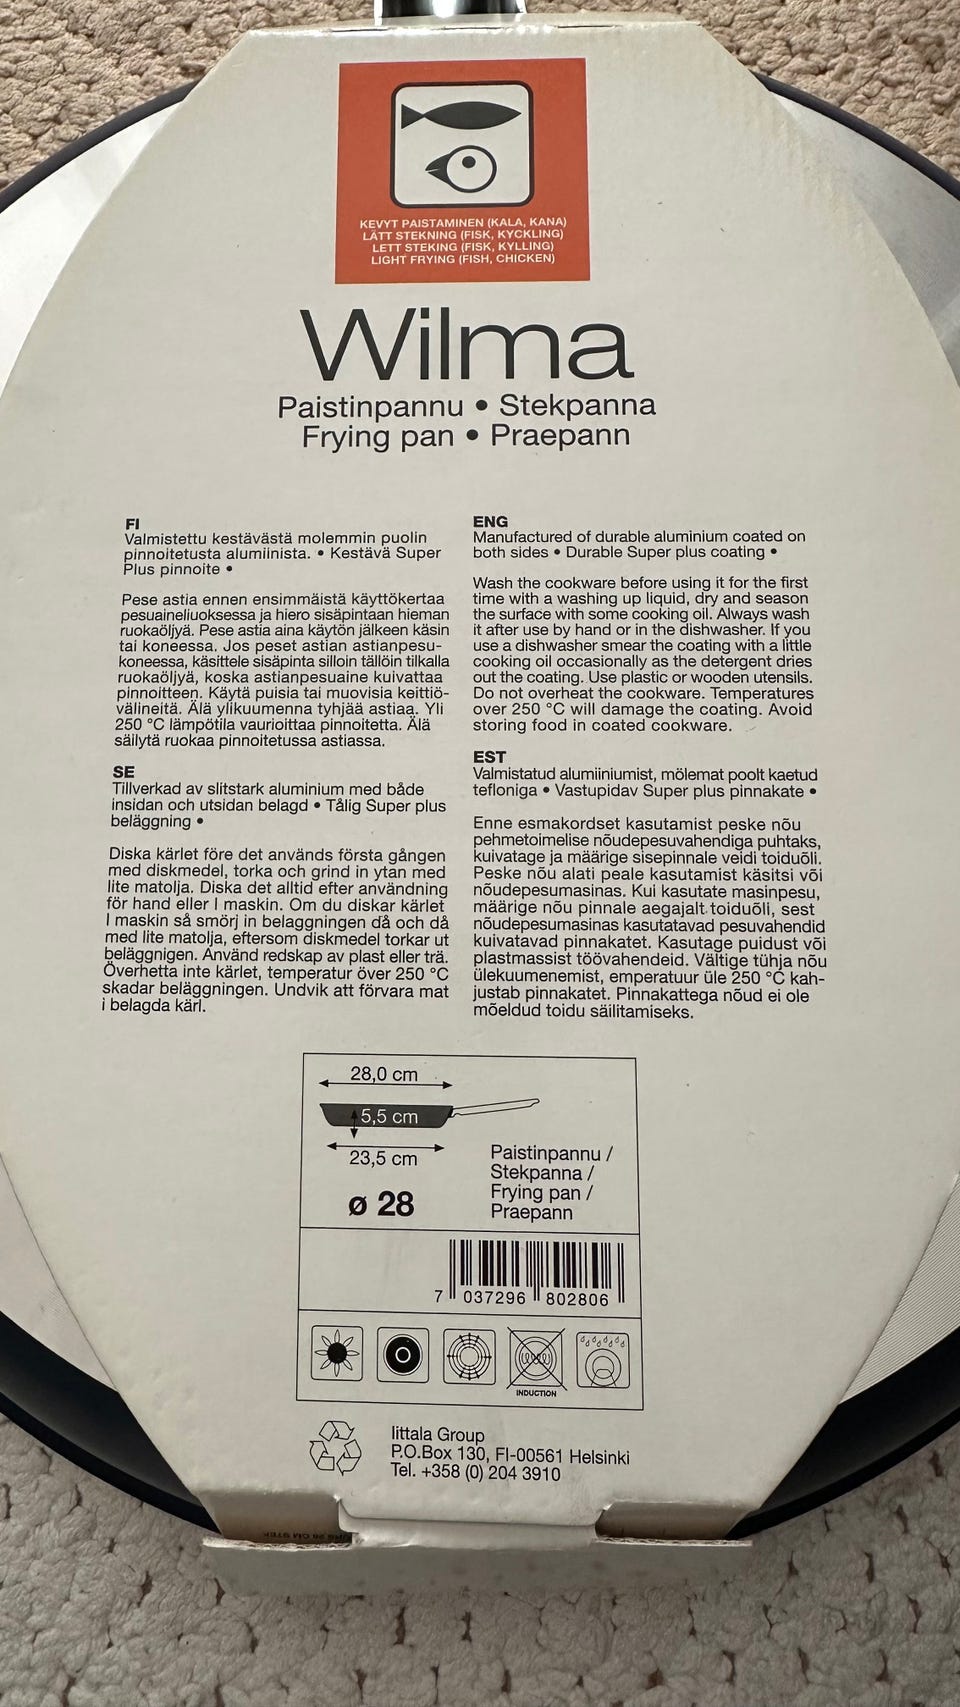 KEVYT PAISTAMINEN (KALA, KANA)
LÄTT STEKNING (FISK, KYCKLING)
LETT STEKING (FISK, KYLLING)
LIGHT FRYING (FISH, CHICKEN)
Wilma
Paistinpannu • Stekpanna
Frying pan • Praepann
FI
Valmistettu kestävästä molemmin puolin
pinnoitetusta alumiinista. • Kestävä Super
Plus pinnoite •
Pese astia ennen ensimmäistä käyttökertaa
pesuaineliuoksessa ja hiero sisäpintaan hieman
ruokaöljyä. Pese astia aina käytön jälkeen käsin
tai koneessa. Jos peset astian astianpesu-
koneessa, käsittele sisäpinta silloin tällöin tilkalla
ruokaöljyä, koska astianpesuaine kuivattaa
pinnoitteen. Käytä puisia tai muovisia keittiö-
välineitä. Älä ylikuumenna tyhjää astiaa. Yli
250 °C lämpötila vaurioittaa pinnoitetta. Älä
säilytä ruokaa pinnoitetussa astiassa.
SE
Tillverkad av slitstark aluminium med både
insidan och utsidan belagd • Tålig Super plus
beläggning •
Diska kärlet före det används första gången
med diskmedel, torka och grind in ytan med
lite matolja. Diska det alltid efter användning
för hand eller I maskin. Om du diskar kärlet
I maskin så smörj in belaggningen då och då
med lite matolja, eftersom diskmedel torkar ut
beläggnigen. Använd redskap av plast eller trä.
Överhetta inte kärlet, temperatur över 250 °C
skadar beläggningen. Undvik att förvara mat
i belagda kärl.
ENG
Manufactured of durable aluminium coated on
both sides • Durable Super plus coating •
Wash the cookware before using it for the first
time with a washing up liquid, dry and season
the surface with some cooking oil. Always wash
it after use by hand or in the dishwasher. If you
use a dishwasher smear the coating with a little
cooking oil occasionally as the detergent dries
out the coating. Use plastic or wooden utensils.
Do not overheat the cookware. Temperatures
over 250 °C will damage the coating. Avoid
storing food in coated cookware.
EST
Valmistatud alumiiniumist, mölemat poolt kaetud
tefloniga • Vastupidav Super plus pinnakate •
Enne esmakordset kasutamist peske nõu
pehmetoimelise nõudepesuvahendiga puhtaks,
kuivatage ja määrige sisepinnale veidi toiduõli.
Peske nõu alati peale kasutamist käsitsi või
nõudepesumasinas. Kui kasutate masinpesu,
määrige nõu pinnale aegajalt toiduõli, sest
nõudepesumasinas kasutatavad pesuvahendid
kuivatavad pinnakatet. Kasutage puidust või
plastmassist töövahendeid. Vältige tühja nõu
ülekuumenemist, emperatuur üle 250 °C kah-
justab pinnakatet. Pinnakattega nõud ei ole
mõeldud toidu säilitamiseks.
28,0 cm
5,5 cm
23,5 cm
ø 28
Paistinpannu /
Stekpanna /
Frying pan /
Praepann
7 037296 802806
INDUCTION
Iittala Group
P.O.Box 130, FI-00561 Helsinki
Tel. +358 (0) 204 3910